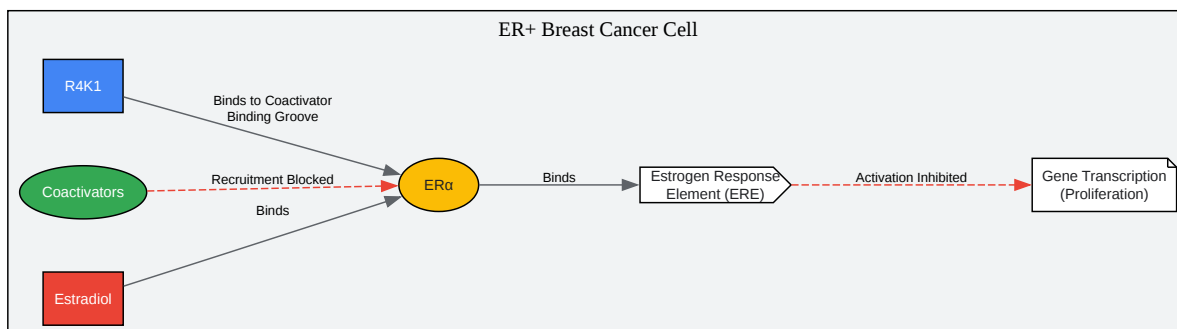 ER+ Breast Cancer Cell
R4K1
Binds to Coactivator
Binding Groove
Coactivators
Recruitment Blocked
ERα
Binds
Estrogen Response
Element (ERE)
Activation Inhibited
Gene Transcription
(Proliferation)
Binds
Estradiol